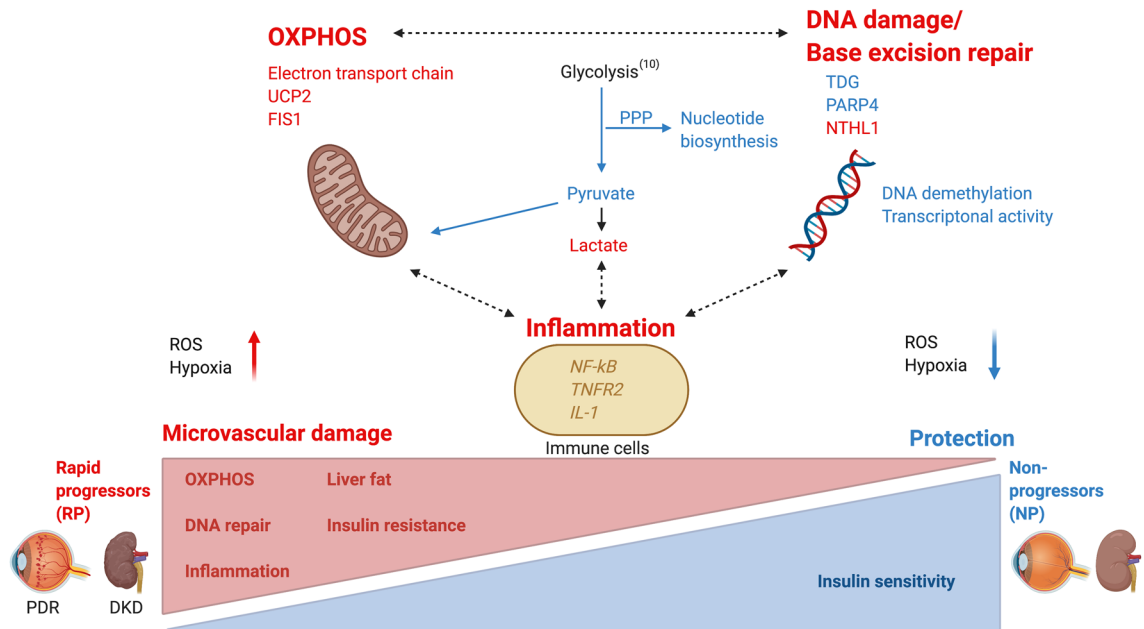 OXPHOS
Electron transport chain
UCP2
FIS1
Glycolysis(10)
PPP
Nucleotide
biosynthesis
Pyruvate
Lactate
DNA damage/
Base excision repair
TDG
PARP4
NTHL1
DNA demethylation
Transcriptonal activity
Inflammation
NF-kB
TNFR2
IL-1
Immune cells
ROS
Hypoxia
ROS
Hypoxia
Microvascular damage
Protection
Rapid
progressors
(RP)
PDR
DKD
OXPHOS
Liver fat
DNA repair
Insulin resistance
Inflammation
Insulin sensitivity
Non-
progressors
(NP)